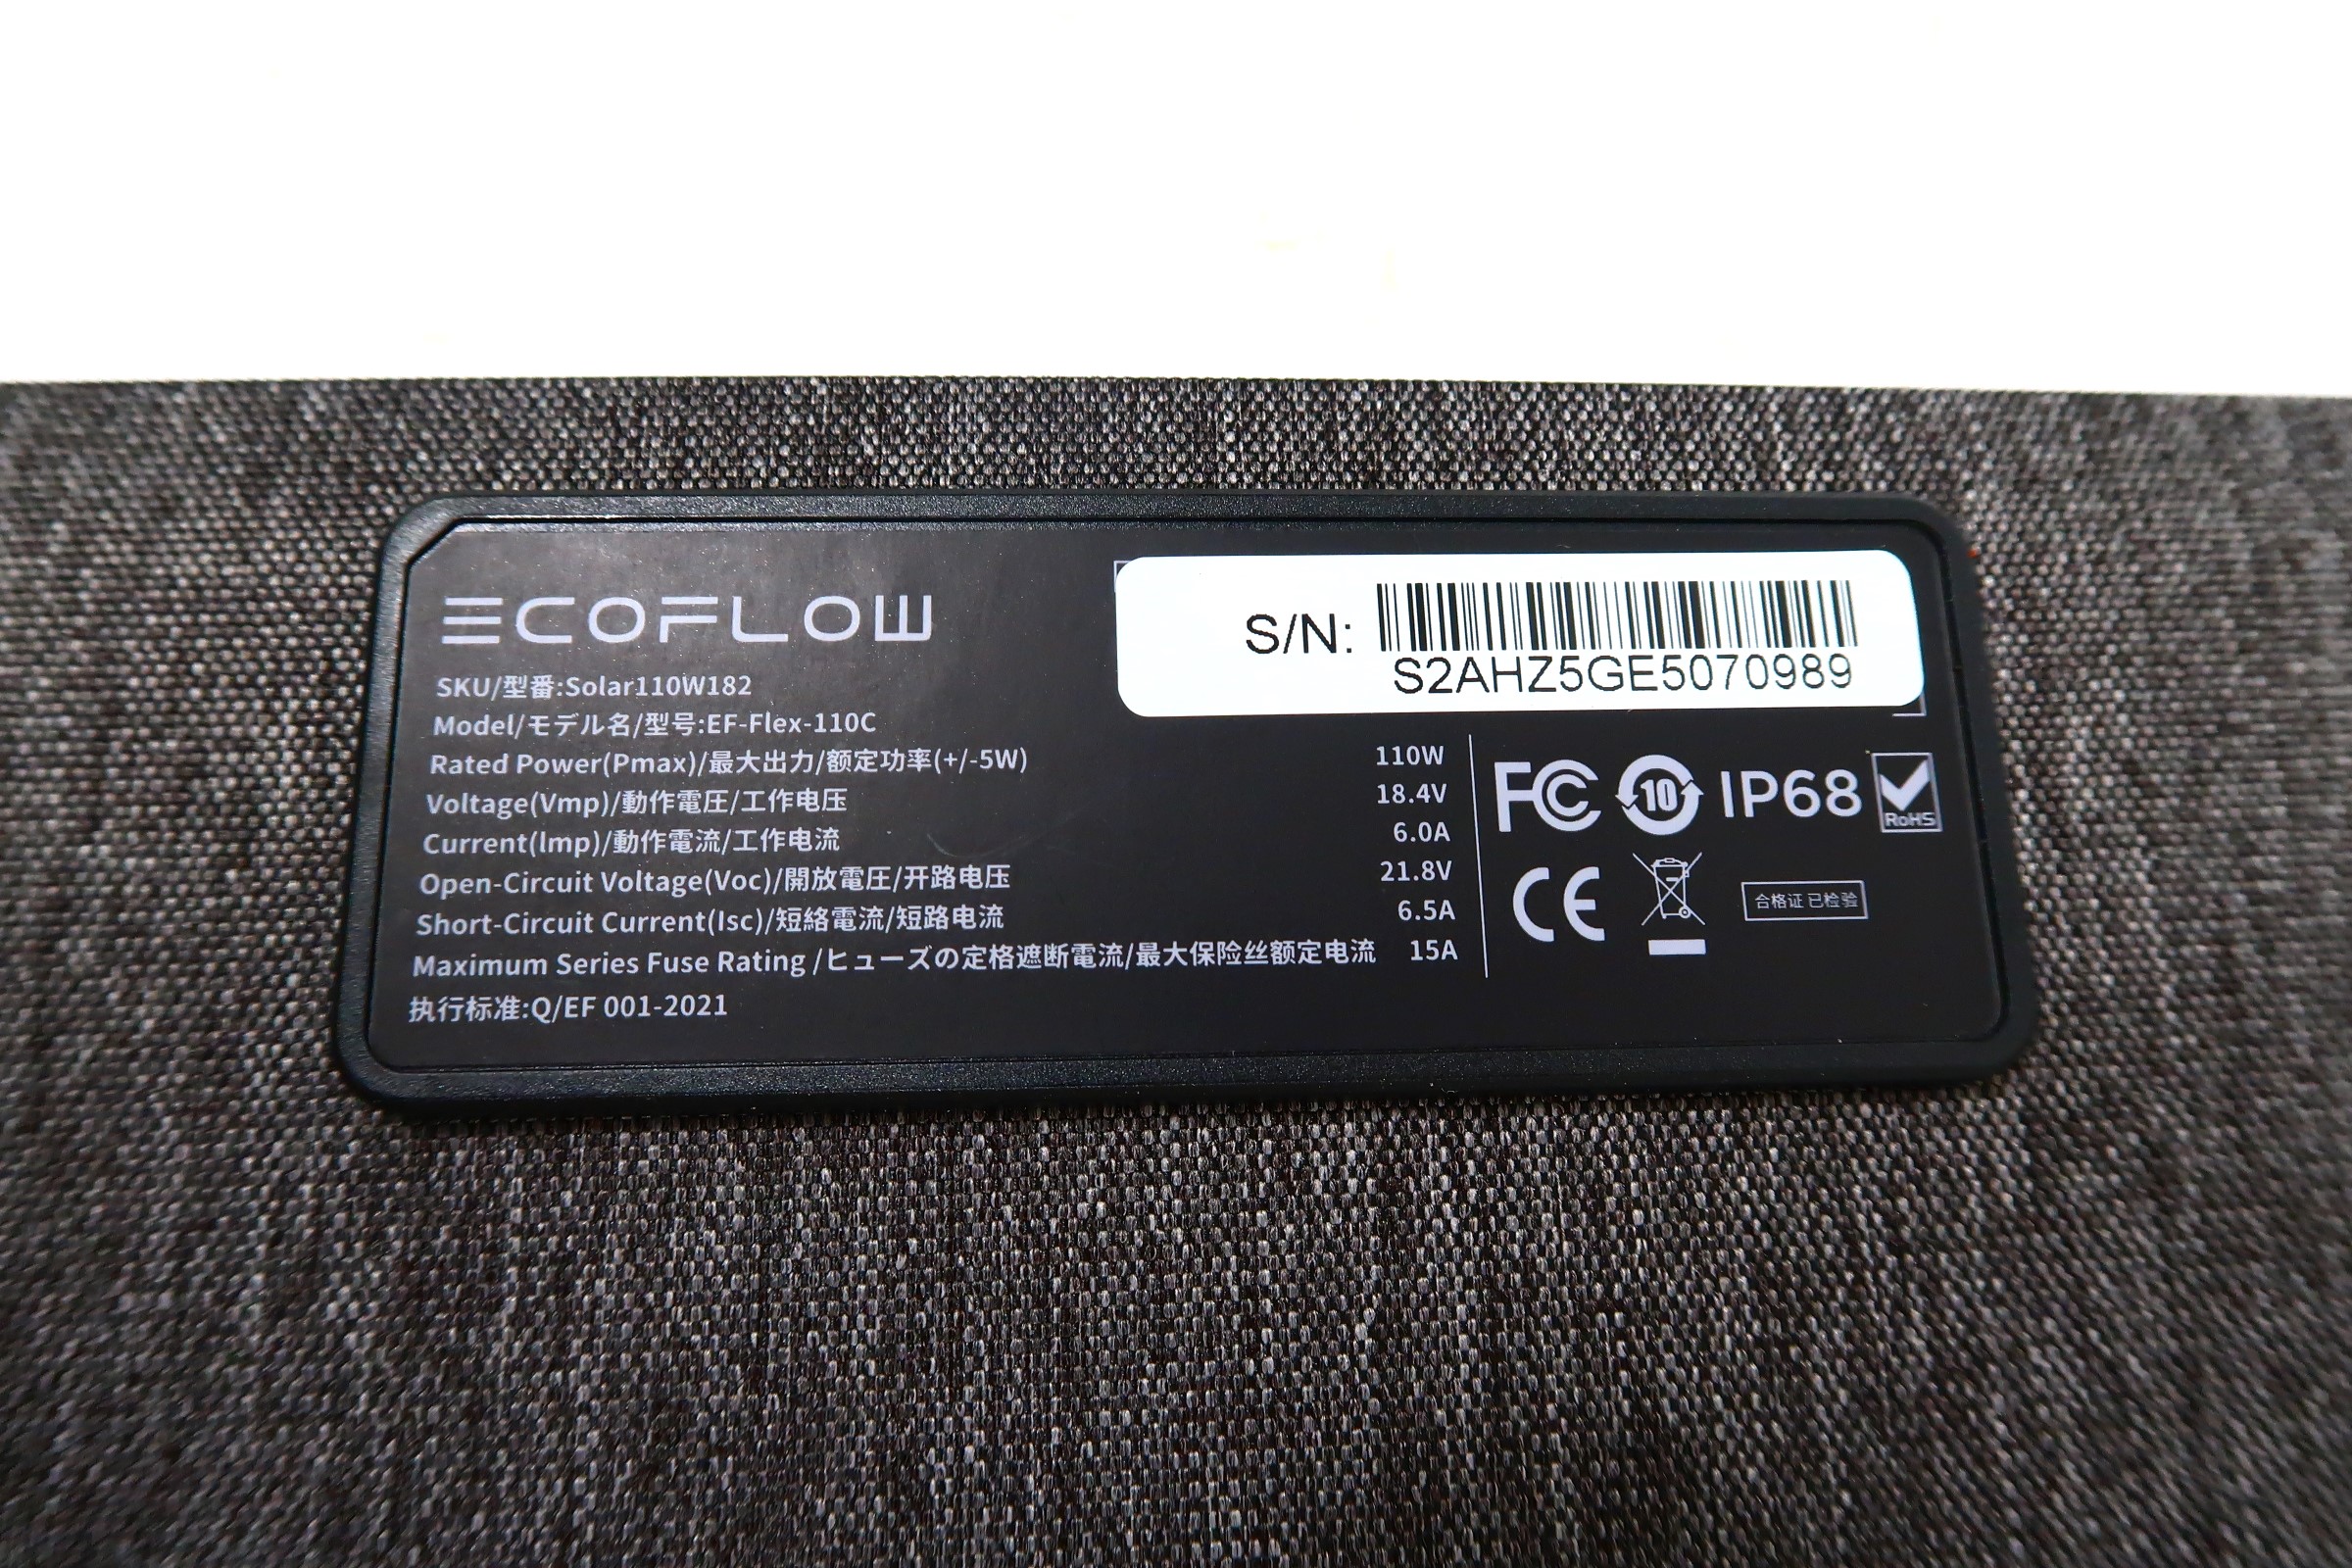 ECOFLOW
S/N:
S2AHZ5GE5070989
SKU/型番:Solar110W182
Model/モデル名/型号:EF-Flex-110C
Rated Power(Pmax)/最大出力/额定功率(+/-5W) 110W
Voltage(Vmp)/動作電圧/工作电压 18.4V
Current(lmp)/動作電流/工作电流 6.0A
Open-Circuit Voltage(Voc)/開放電圧/开路电压 21.8V
Short-Circuit Current(Isc)/短絡電流/短路电流 6.5A
Maximum Series Fuse Rating /ヒューズの定格遮断電流/最大保险丝额定电流 15A
执行标准:Q/EF 001-2021
FC 10 IP68 RoHS
CE 合格证 已检验